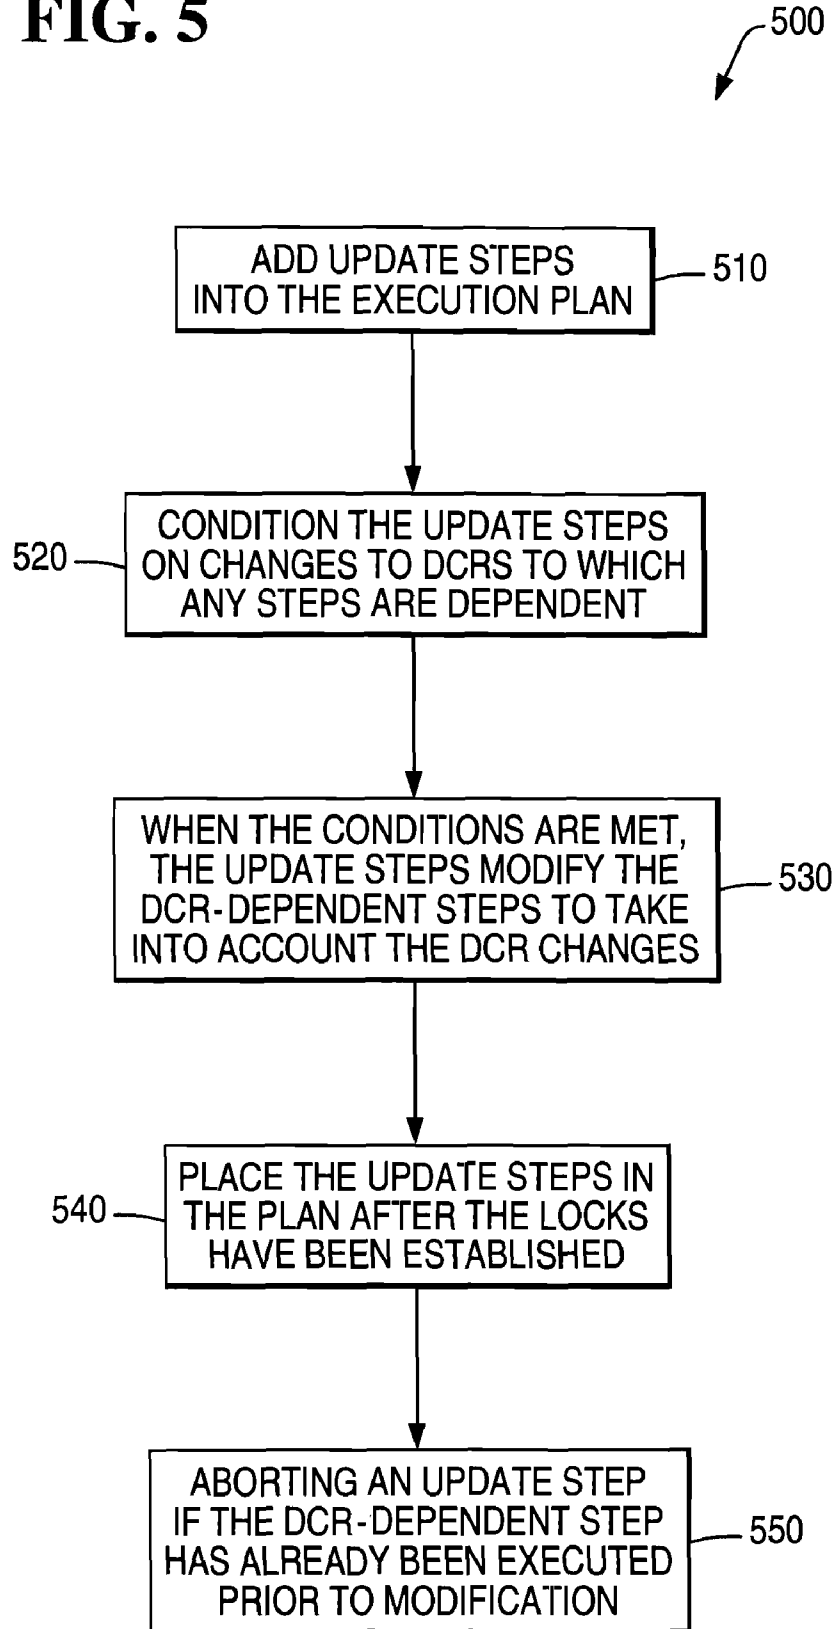 FIG. 5
500
ADD UPDATE STEPS
INTO THE EXECUTION PLAN
510
CONDITION THE UPDATE STEPS
ON CHANGES TO DCRS TO WHICH
ANY STEPS ARE DEPENDENT
520
WHEN THE CONDITIONS ARE MET,
THE UPDATE STEPS MODIFY THE
DCR-DEPENDENT STEPS TO TAKE
INTO ACCOUNT THE DCR CHANGES
530
PLACE THE UPDATE STEPS IN
THE PLAN AFTER THE LOCKS
HAVE BEEN ESTABLISHED
540
ABORTING AN UPDATE STEP
IF THE DCR-DEPENDENT STEP
HAS ALREADY BEEN EXECUTED
PRIOR TO MODIFICATION
550